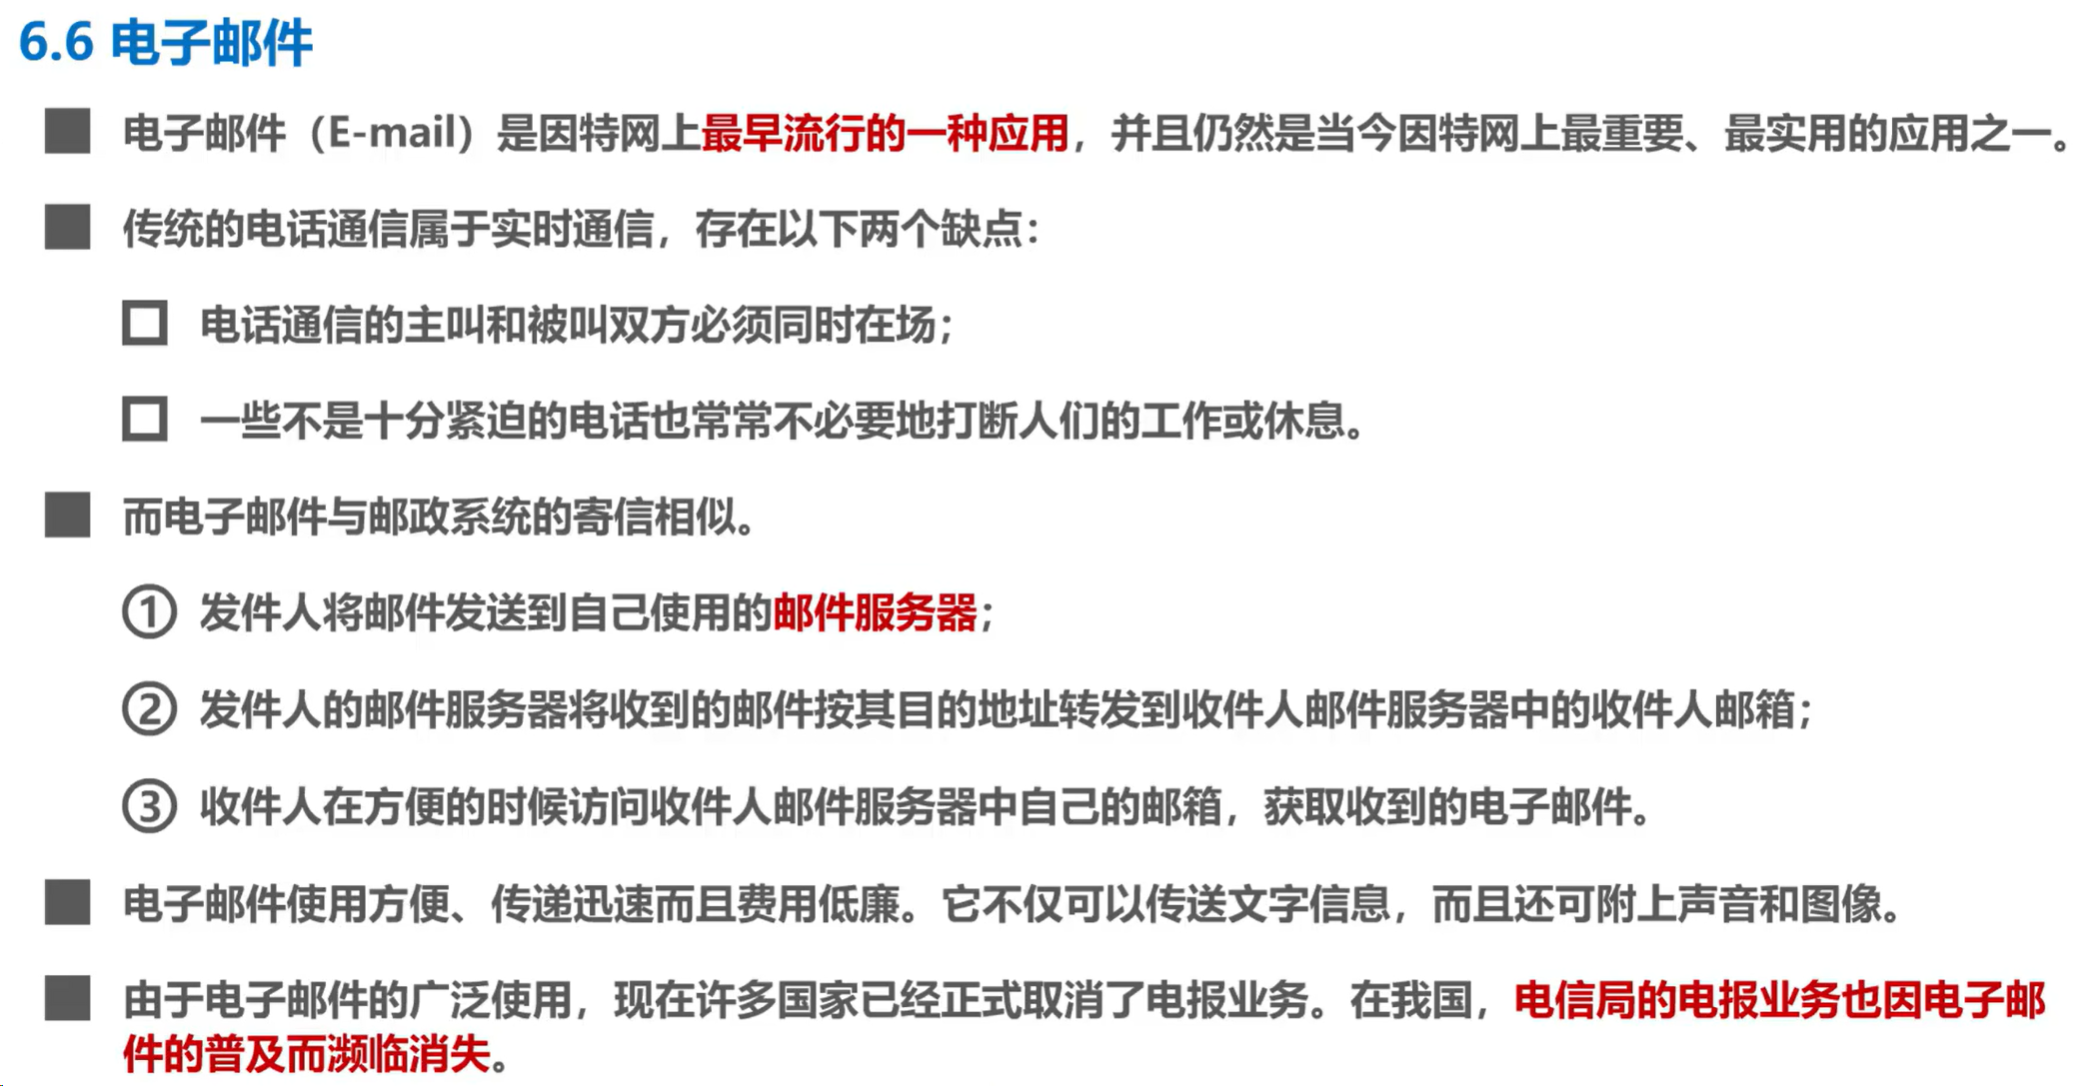 6.6 电子邮件
电子邮件（E-mail）是因特网上最早流行的一种应用，并且仍然是当今因特网上最重要、最实用的应用之一。
传统的电话通信属于实时通信，存在以下两个缺点：
电话通信的主叫和被叫双方必须同时在场；
一些不是十分紧迫的电话也常常不必要地打断人们的工作或休息。
而电子邮件与邮政系统的寄信相似。
① 发件人将邮件发送到自己使用的邮件服务器；
② 发件人的邮件服务器将收到的邮件按其目的地址转发到收件人邮件服务器中的收件人邮箱；
③ 收件人在方便的时候访问收件人邮件服务器中自己的邮箱，获取收到的电子邮件。
电子邮件使用方便、传递迅速而且费用低廉。它不仅可以传送文字信息，而且还可附上声音和图像。
由于电子邮件的广泛使用，现在许多国家已经正式取消了电报业务。在我国，电信局的电报业务也因电子邮
件的普及而濒临消失。